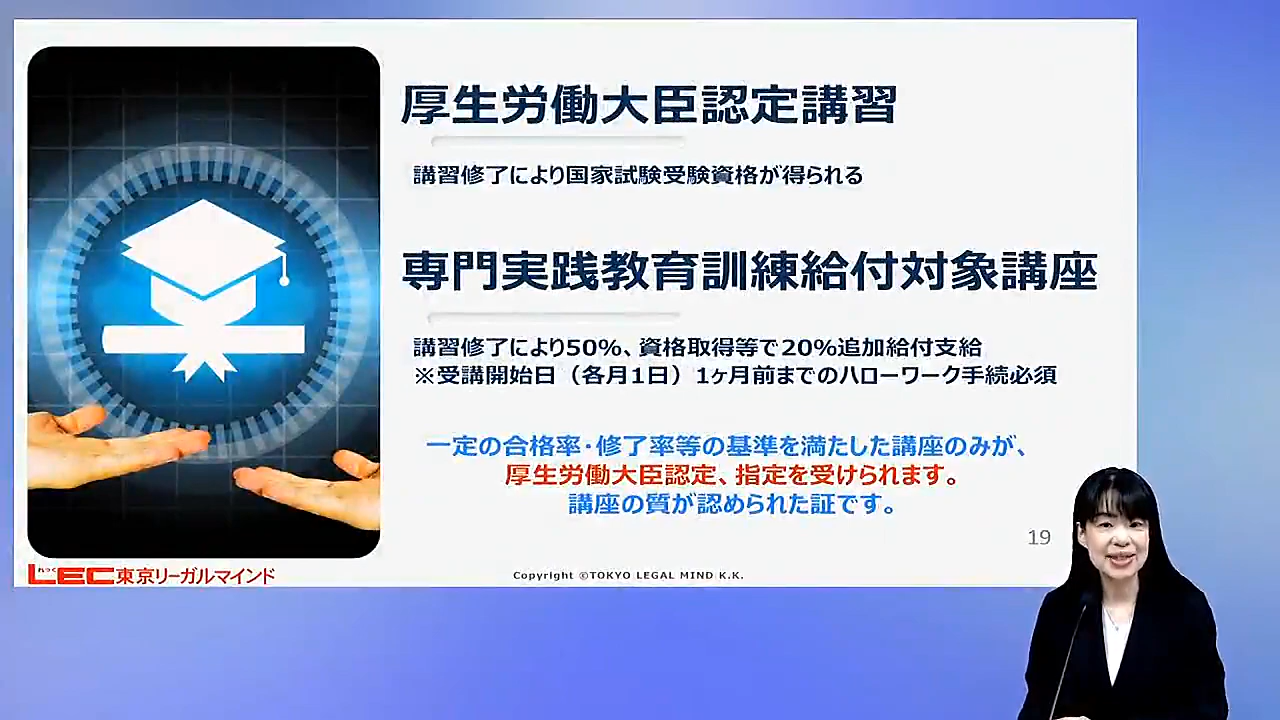 厚生労働大臣認定講習
講習修了により国家試験受験資格が得られる
専門実践教育訓練給付対象講座
講習修了により50%、資格取得等で20%追加給付支給
※受講開始日（各月1日）1ヶ月前までのハローワーク手続必須
一定の合格率・修了率等の基準を満たした講座のみが、
厚生労働大臣認定、指定を受けられます。
講座の質が認められた証です。
19
れっく
LEC東京リーガルマインド
Copyright ©TOKYO LEGAL MIND K.K.